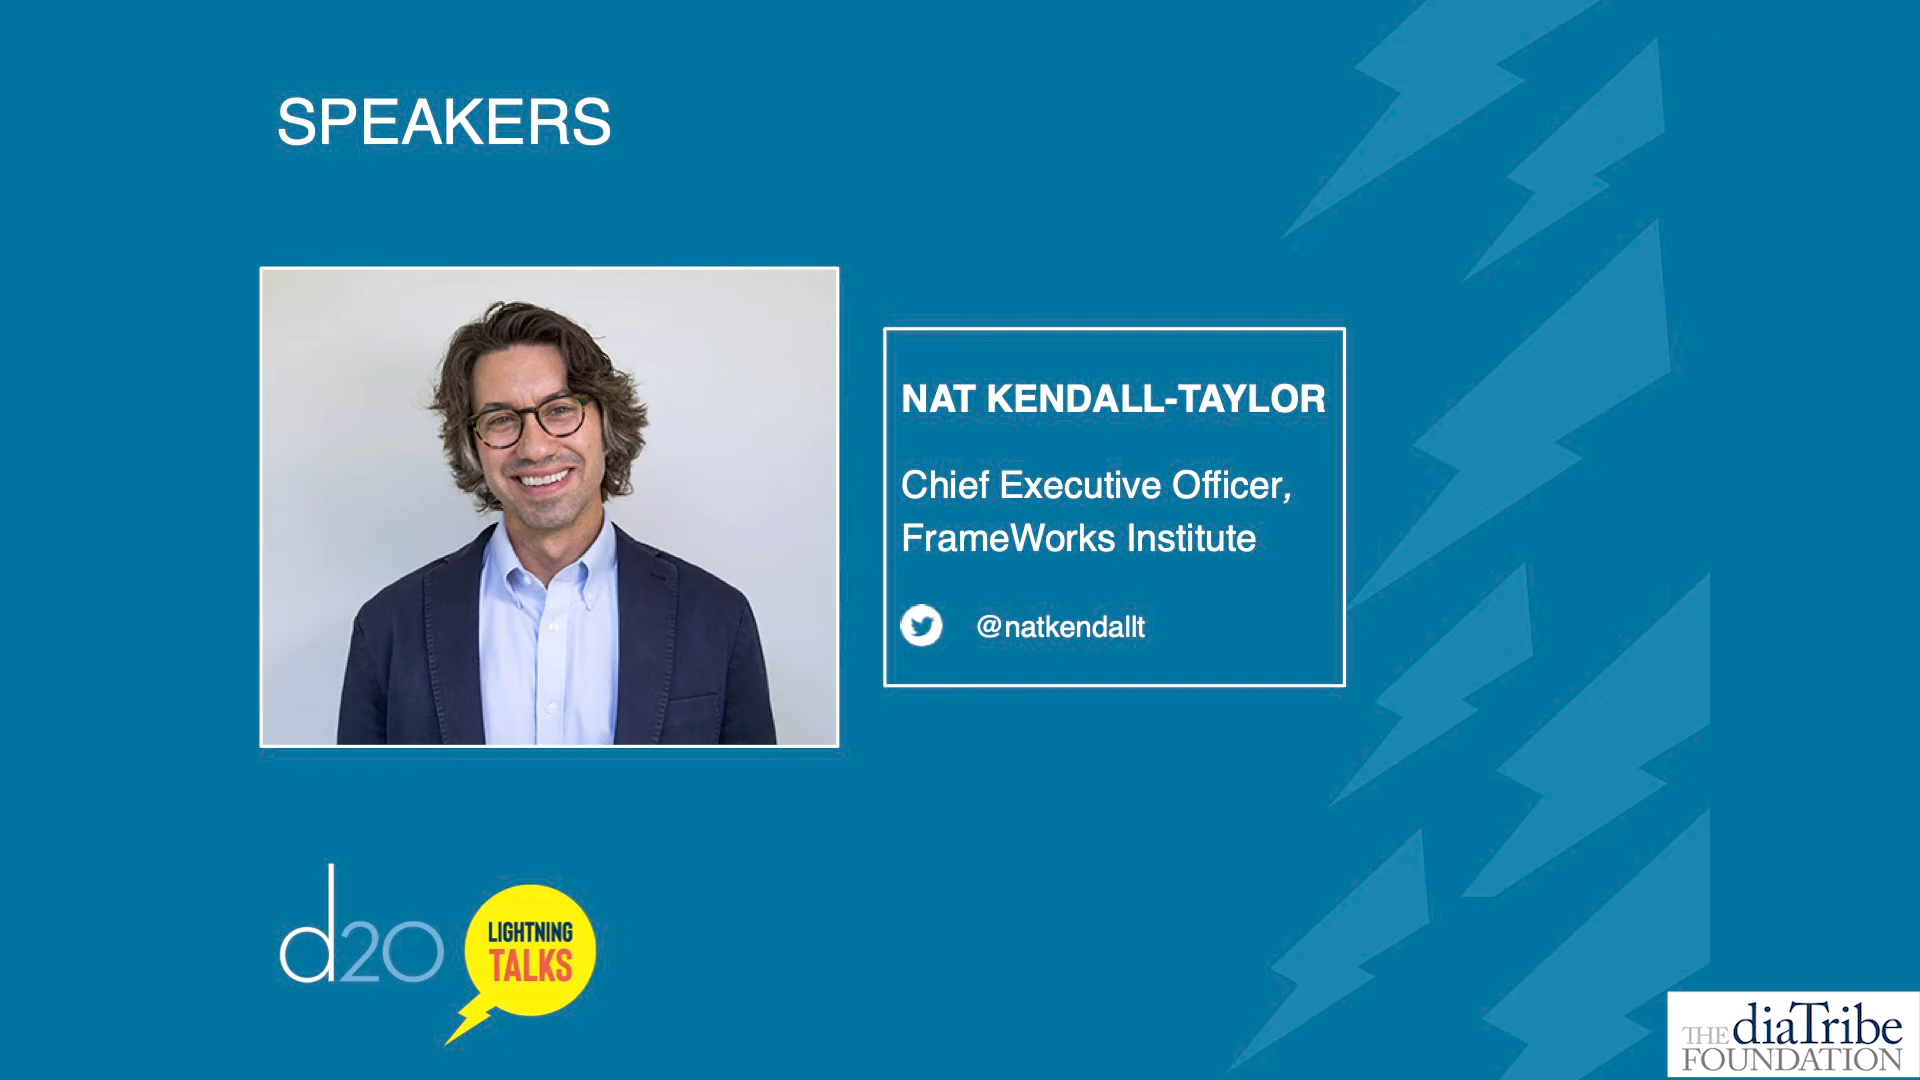 SPEAKERS
NAT KENDALL-TAYLOR
Chief Executive Officer,
FrameWorks Institute
@natkendallt
d20
LIGHTNING
TALKS
THE diaTribe
FOUNDATION